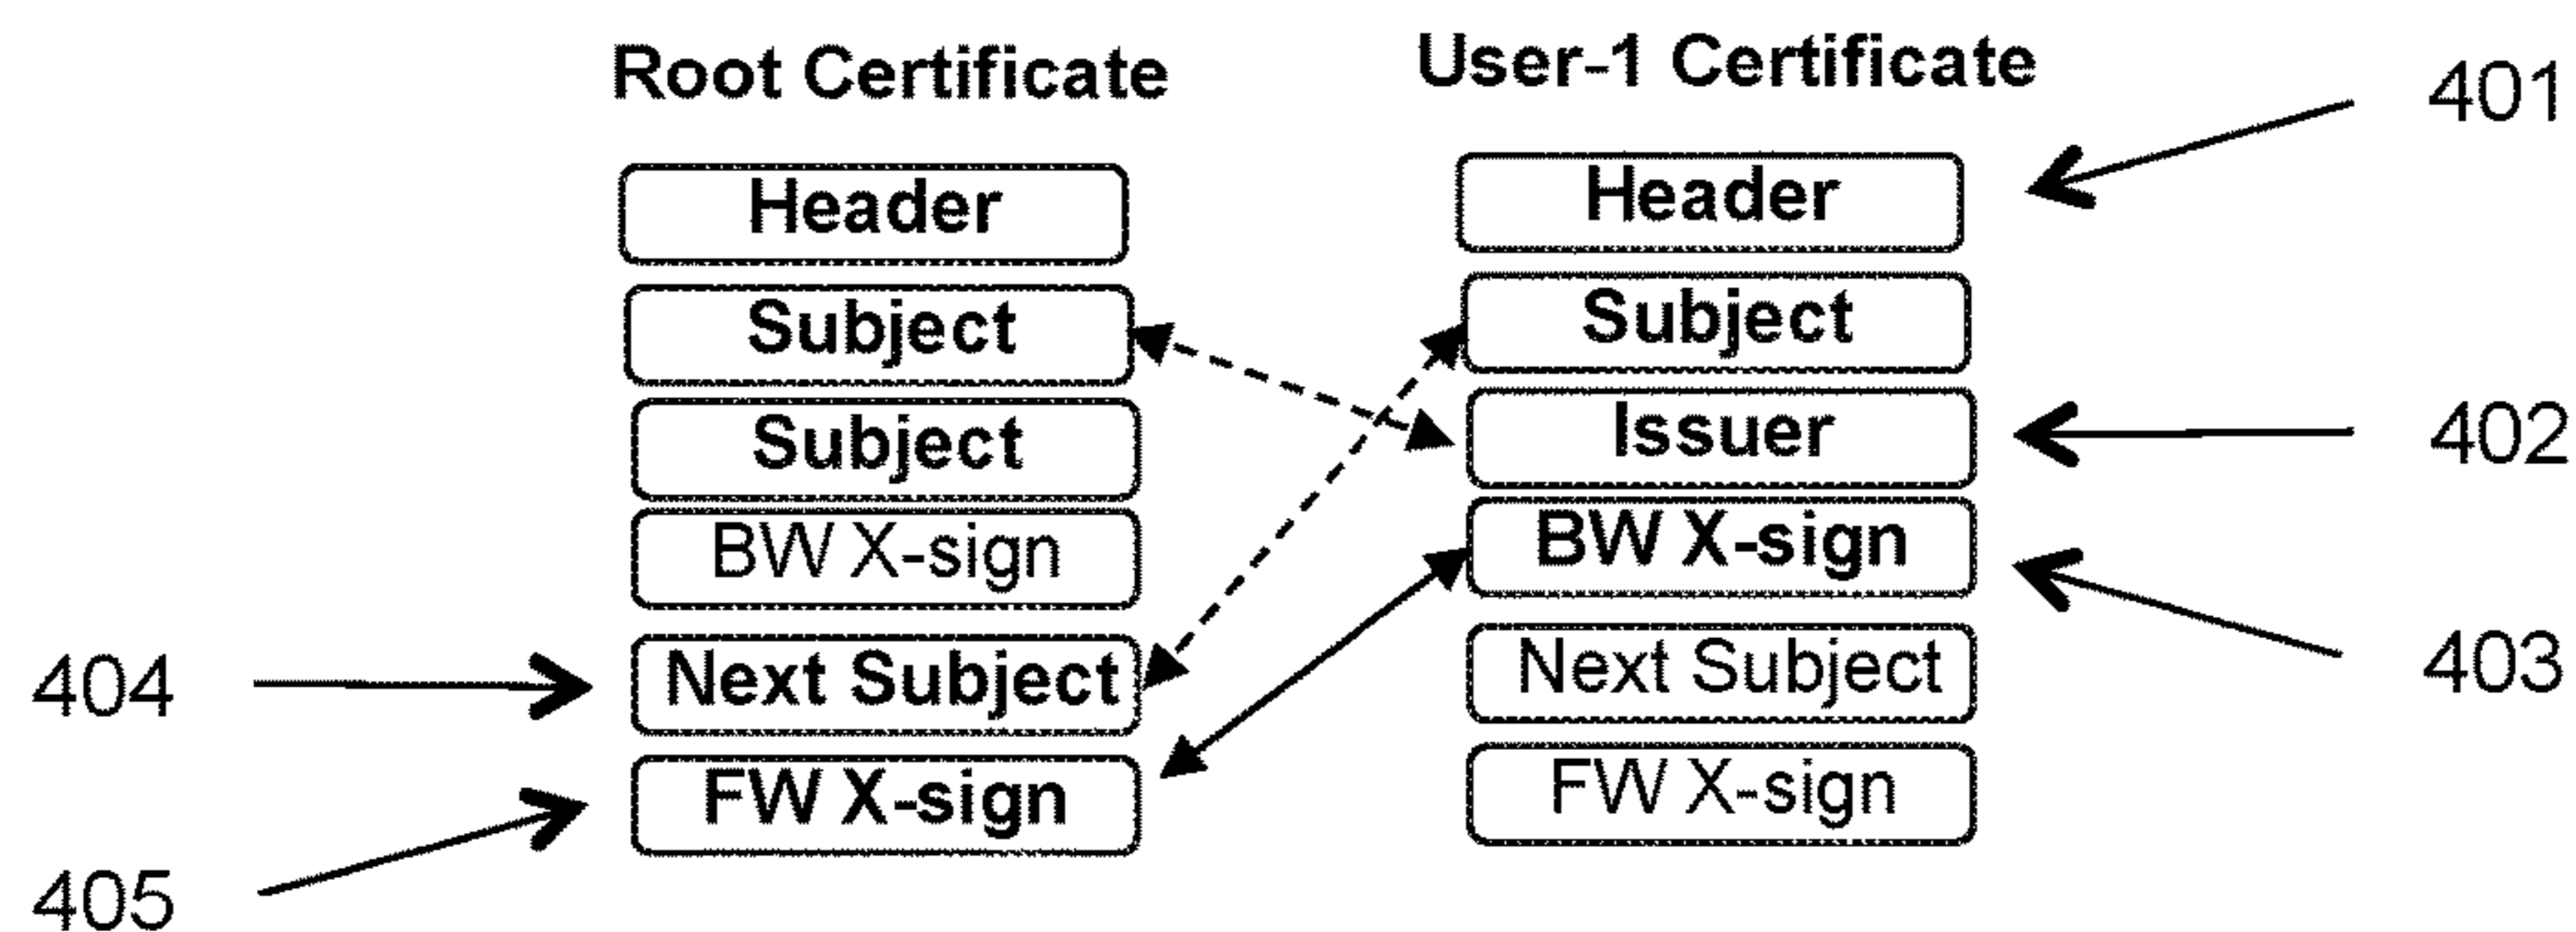 Root Certificate
Header
Subject
Subject
BW X-sign
Next Subject
FW X-sign
User-1 Certificate
Header
Subject
Issuer
BW X-sign
Next Subject
FW X-sign
401
402
403
404
405